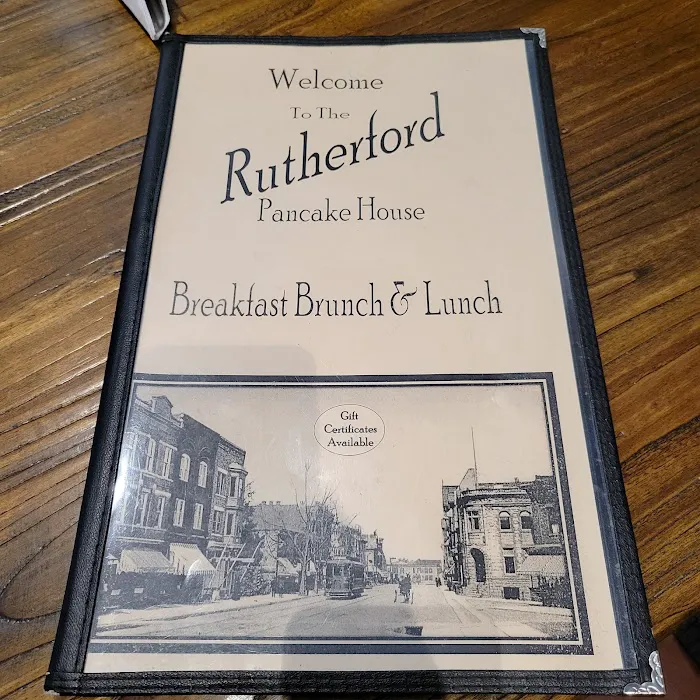 Welcome
To The
Rutherford
Pancake House
Breakfast Brunch & Lunch
Gift
Certificates
Available